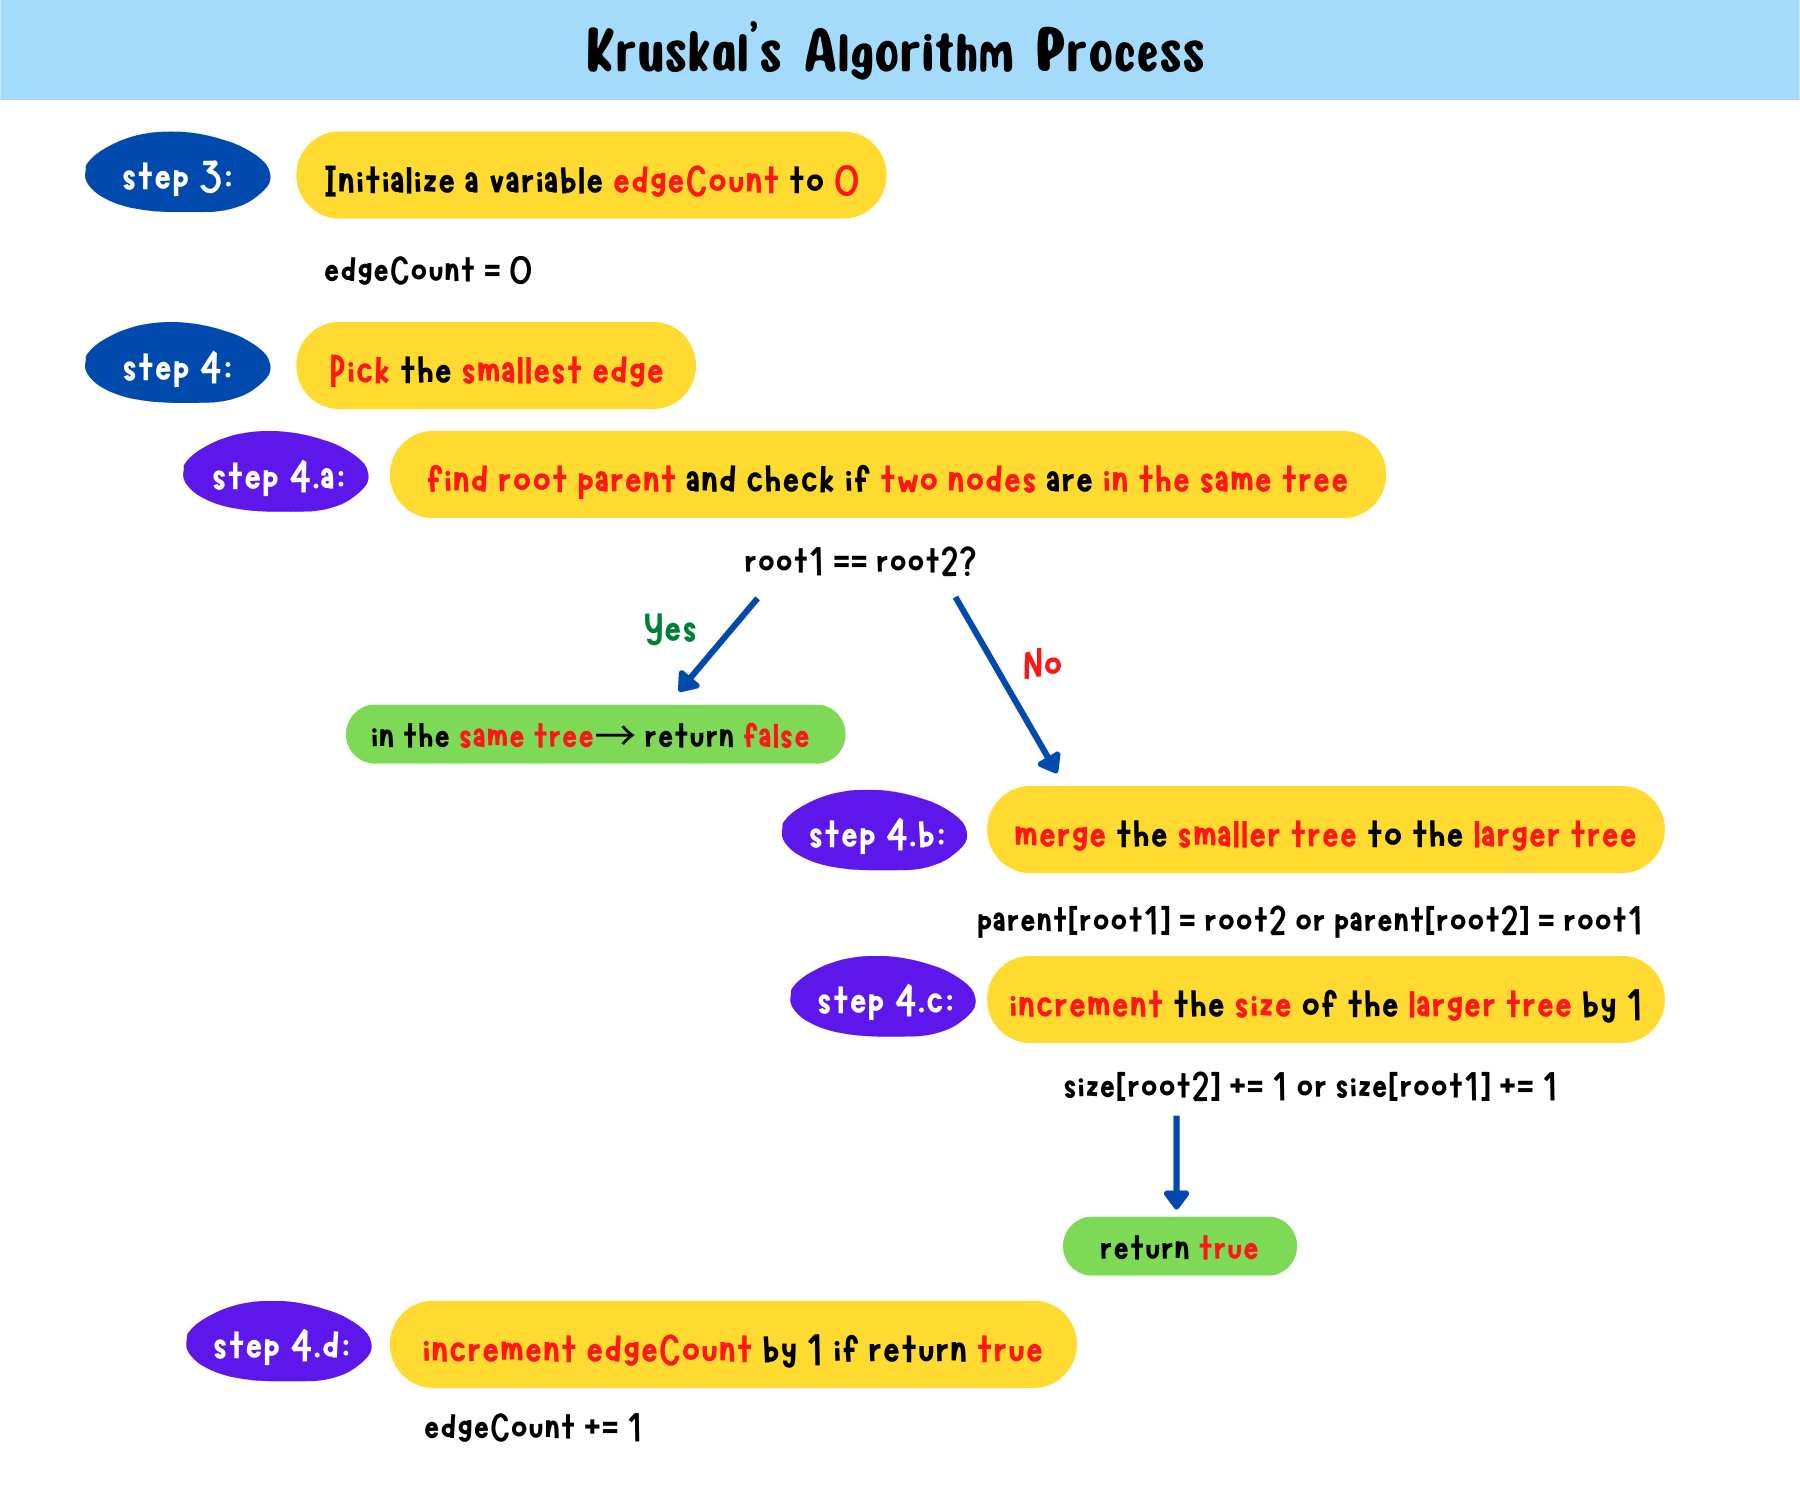 Kruskal's Algorithm Process
step 3:
Initialize a variable edgeCount to 0
edgeCount = 0
step 4:
Pick the smallest edge
step 4.a:
find root parent and check if two nodes are in the same tree
root1 == root2?
Yes
No
in the same tree→ return false
step 4.b:
merge the smaller tree to the larger tree
parent[root1] = root2 or parent[root2] = root1
step 4.c:
increment the size of the larger tree by 1
size[root2] += 1 or size[root1] += 1
return true
step 4.d:
increment edgeCount by 1 if return true
edgeCount += 1